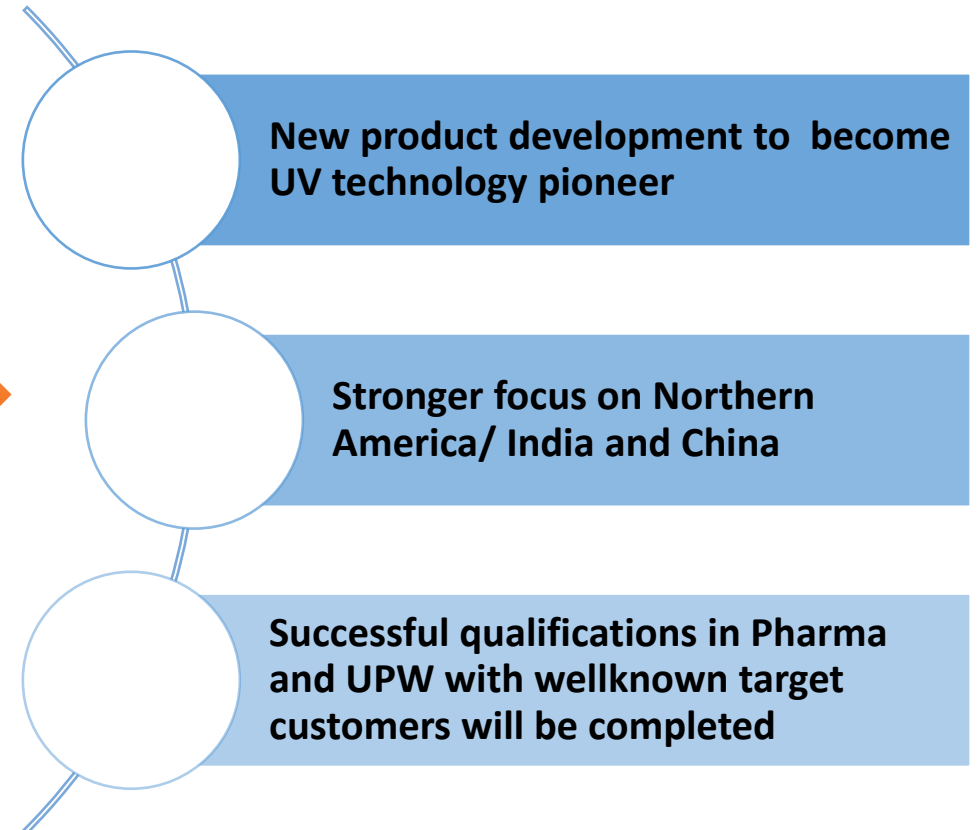 New product development to  become
UV technology pioneer
Stronger focus on Northern
America/ India and China
Successful qualifications in Pharma
and UPW with wellknown target
customers will be completed